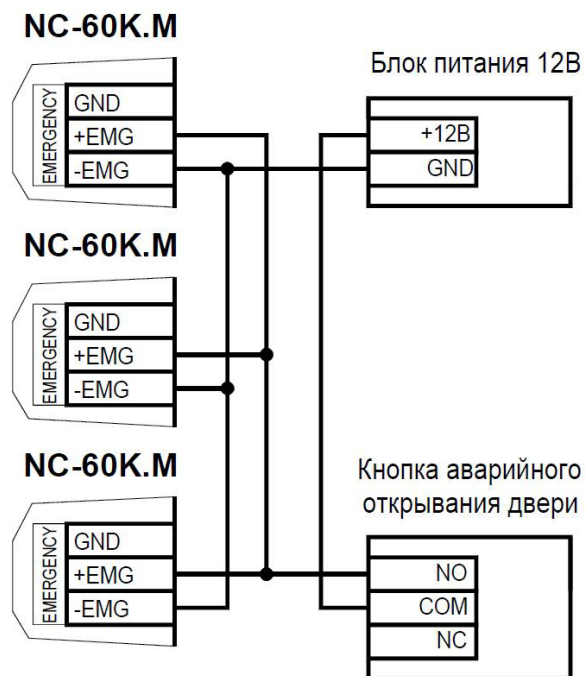 NC-60K.M
EMERGENCY
GND
+EMG
-EMG
Блок питания 12В
+12В
GND
NC-60K.M
EMERGENCY
GND
+EMG
-EMG
NC-60K.M
EMERGENCY
GND
+EMG
-EMG
Кнопка аварийного
открывания двери
NO
COM
NC